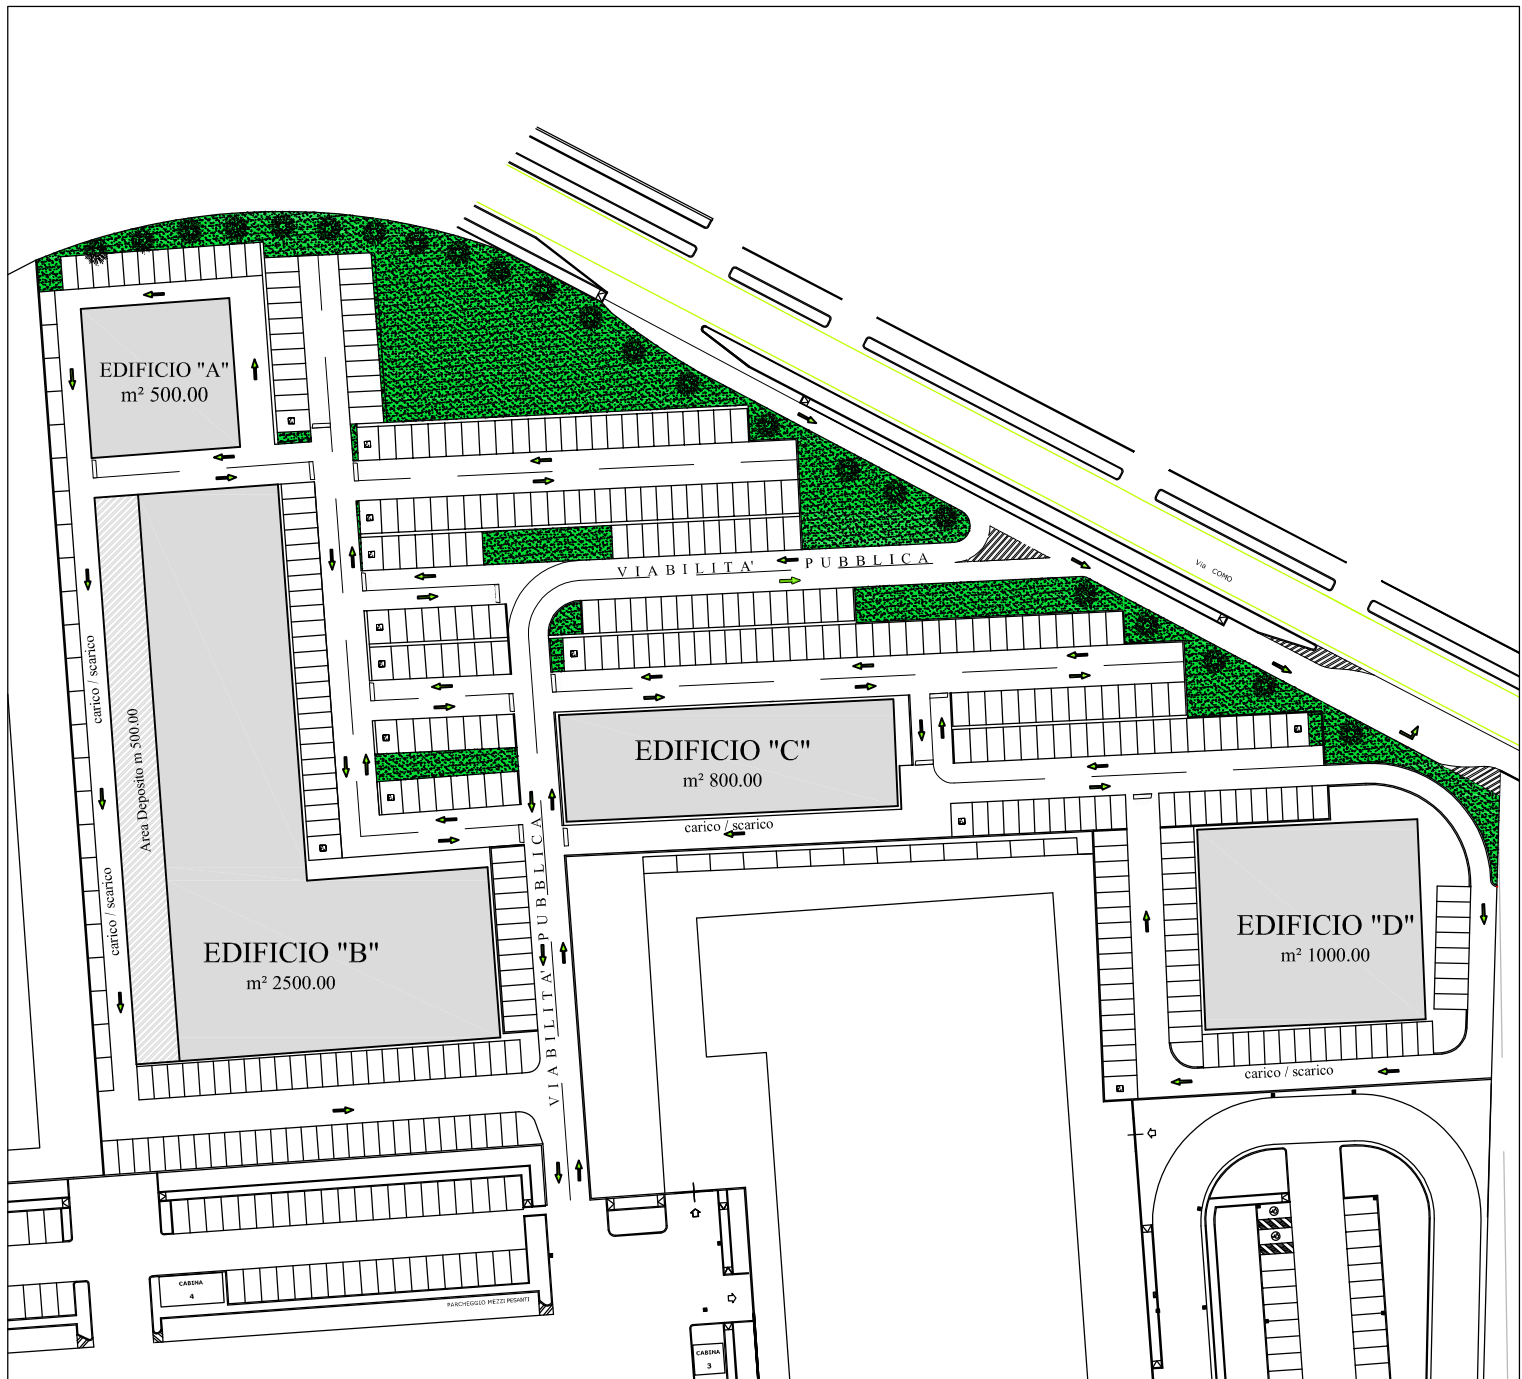 EDIFICIO "A"
m² 500.00
VIABILITA' PUBBLICA
Via COMO
carico / scarico
Area Deposito m 500.00
EDIFICIO "C"
m² 800.00
carico / scarico
VIABILITA' PUBBLICA
carico / scarico
EDIFICIO "B"
m² 2500.00
EDIFICIO "D"
m² 1000.00
carico / scarico
CABINA
4
PARCHEGGIO MEZZI PESANTI
CABINA
3